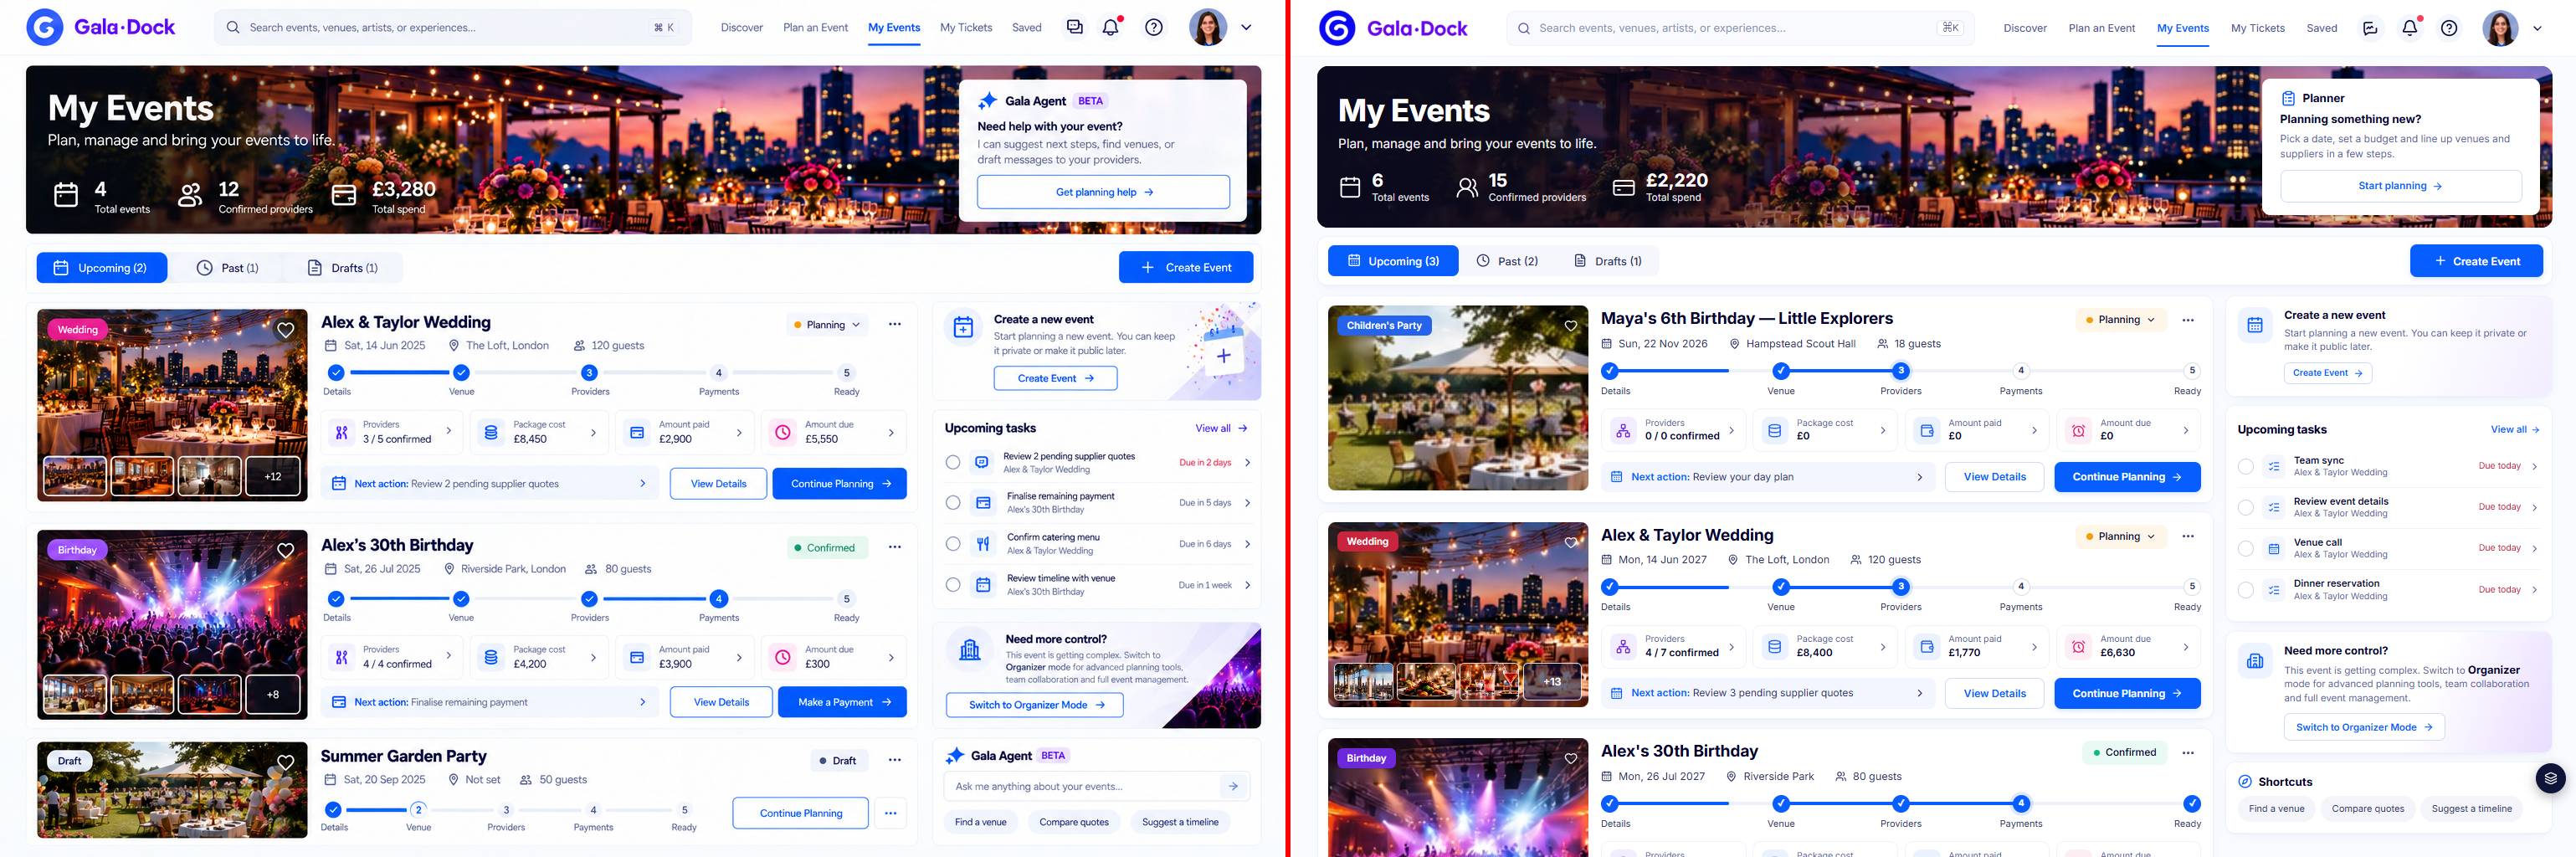 Gala·Dock
Search events, venues, artists, or experiences...
⌘ K
Discover
Plan an Event
My Events
My Tickets
Saved
My Events
Plan, manage and bring your events to life.
4
Total events
12
Confirmed providers
£3,280
Total spend
Gala Agent BETA
Need help with your event?
I can suggest next steps, find venues, or
draft messages to your providers.
Get planning help →
Upcoming (2)
Past (1)
Drafts (1)
+ Create Event
Wedding
+12
Alex & Taylor Wedding
Planning
Sat, 14 Jun 2025
The Loft, London
120 guests
3
4
5
Details
Venue
Providers
Payments
Ready
Providers
3 / 5 confirmed
Package cost
£8,450
Amount paid
£2,900
Amount due
£5,550
Next action: Review 2 pending supplier quotes
View Details
Continue Planning →
Birthday
+8
Alex's 30th Birthday
Confirmed
Sat, 26 Jul 2025
Riverside Park, London
80 guests
4
5
Details
Venue
Providers
Payments
Ready
Providers
4 / 4 confirmed
Package cost
£4,200
Amount paid
£3,900
Amount due
£300
Next action: Finalise remaining payment
View Details
Make a Payment →
Draft
Summer Garden Party
Draft
Sat, 20 Sep 2025
Not set
50 guests
2
3
4
5
Details
Venue
Providers
Payments
Ready
Continue Planning
Create a new event
Start planning a new event. You can keep
it private or make it public later.
Create Event →
Upcoming tasks
View all →
Review 2 pending supplier quotes
Alex & Taylor Wedding
Due in 2 days
Finalise remaining payment
Alex's 30th Birthday
Due in 5 days
Confirm catering menu
Alex & Taylor Wedding
Due in 6 days
Review timeline with venue
Alex's 30th Birthday
Due in 1 week
Need more control?
This event is getting complex. Switch to
Organizer mode for advanced planning tools,
team collaboration and full event management.
Switch to Organizer Mode →
Gala Agent BETA
Ask me anything about your events...
Find a venue
Compare quotes
Suggest a timeline
Gala·Dock
Search events, venues, artists, or experiences...
⌘K
Discover
Plan an Event
My Events
My Tickets
Saved
My Events
Plan, manage and bring your events to life.
6
Total events
15
Confirmed providers
£2,220
Total spend
Planner
Planning something new?
Pick a date, set a budget and line up venues and
suppliers in a few steps.
Start planning →
Upcoming (3)
Past (2)
Drafts (1)
+ Create Event
Children's Party
Maya's 6th Birthday — Little Explorers
Planning
Sun, 22 Nov 2026
Hampstead Scout Hall
18 guests
3
4
5
Details
Venue
Providers
Payments
Ready
Providers
0 / 0 confirmed
Package cost
£0
Amount paid
£0
Amount due
£0
Next action: Review your day plan
View Details
Continue Planning →
Wedding
+13
Alex & Taylor Wedding
Planning
Mon, 14 Jun 2027
The Loft, London
120 guests
3
4
5
Details
Venue
Providers
Payments
Ready
Providers
4 / 7 confirmed
Package cost
£8,400
Amount paid
£1,770
Amount due
£6,630
Next action: Review 3 pending supplier quotes
View Details
Continue Planning →
Birthday
Alex's 30th Birthday
Confirmed
Mon, 26 Jul 2027
Riverside Park
80 guests
4
Details
Venue
Providers
Payments
Ready
Providers
Package cost
Amount paid
Amount due
Create a new event
Start planning a new event. You can keep it private or
make it public later.
Create Event →
Upcoming tasks
View all →
Team sync
Alex & Taylor Wedding
Due today
Review event details
Alex & Taylor Wedding
Due today
Venue call
Alex & Taylor Wedding
Due today
Dinner reservation
Alex & Taylor Wedding
Due today
Need more control?
This event is getting complex. Switch to Organizer
mode for advanced planning tools, team collaboration
and full event management.
Switch to Organizer Mode →
Shortcuts
Find a venue
Compare quotes
Suggest a timeline